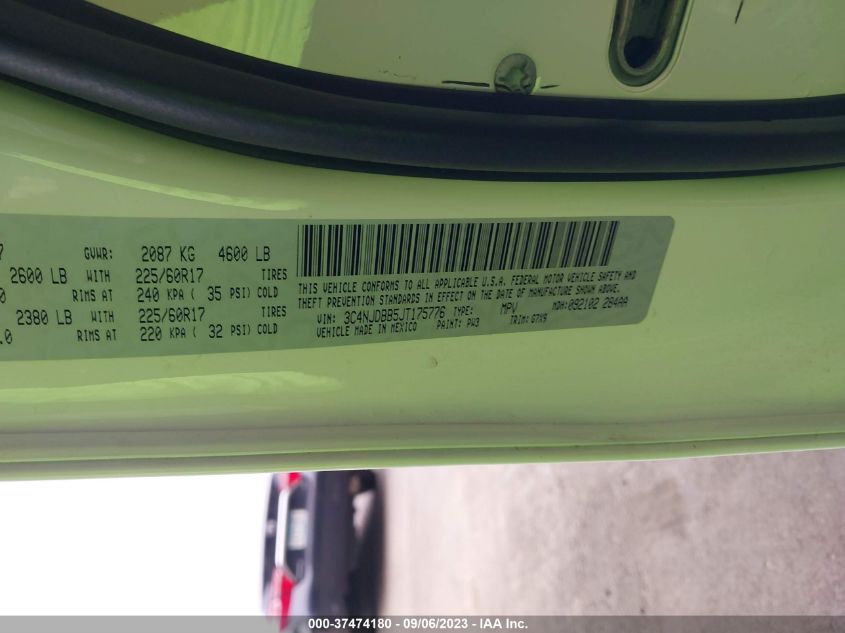 GVWR: 2087 KG 4600 LB
2600 LB WITH 225/60R17 TIRES
RIMS AT 240 KPA ( 35 PSI) COLD
2380 LB WITH 225/60R17 TIRES
RIMS AT 220 KPA ( 32 PSI) COLD
THIS VEHICLE CONFORMS TO ALL APPLICABLE U.S.A. FEDERAL MOTOR VEHICLE SAFETY AND
THEFT PREVENTION STANDARDS IN EFFECT ON THE DATE OF MANUFACTURE SHOWN ABOVE.
VIN: 3C4NJDBB5JT175776 TYPE: MPV MDH:092102 284AA
VEHICLE MADE IN MEXICO PAINT: PW3 TRIM: G7X9
000-37474180 - 09/06/2023 - IAA Inc.